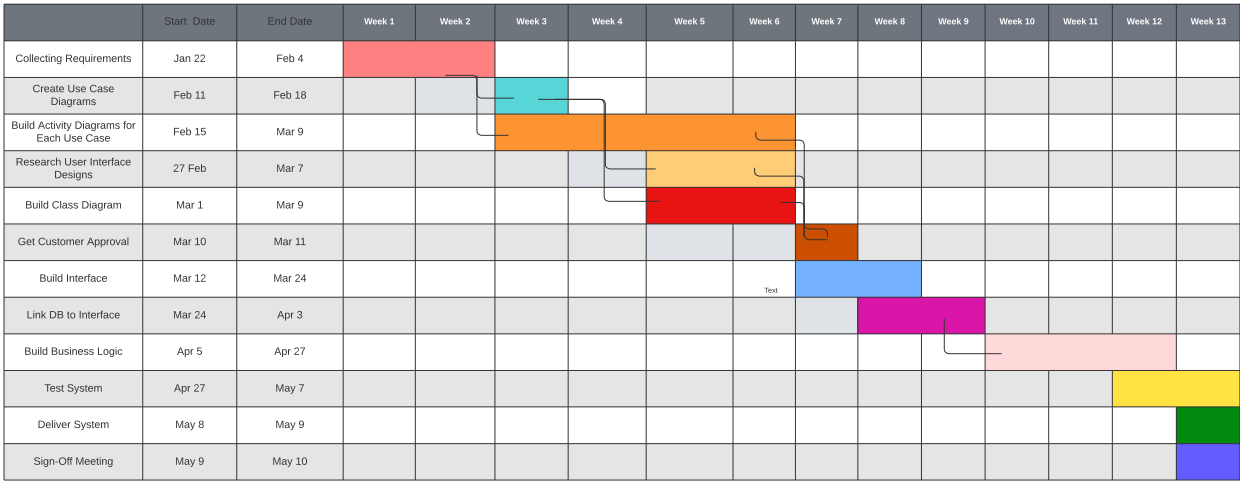 Start  Date End Date Week 1 Week 2 Week 3 Week 4 Week 5 Week 6 Week 7 Week 8 Week 9 Week 10 Week 11 Week 12 Week 13
Collecting Requirements Jan 22 Feb 4
Create Use Case
Diagrams Feb 11 Feb 18
Build Activity Diagrams for
Each Use Case Feb 15 Mar 9
Research User Interface
Designs 27 Feb Mar 7
Build Class Diagram Mar 1 Mar 9
Get Customer Approval Mar 10 Mar 11
Build Interface Mar 12 Mar 24
Text
Link DB to Interface Mar 24 Apr 3
Build Business Logic Apr 5 Apr 27
Test System Apr 27 May 7
Deliver System May 8 May 9
Sign-Off Meeting May 9 May 10